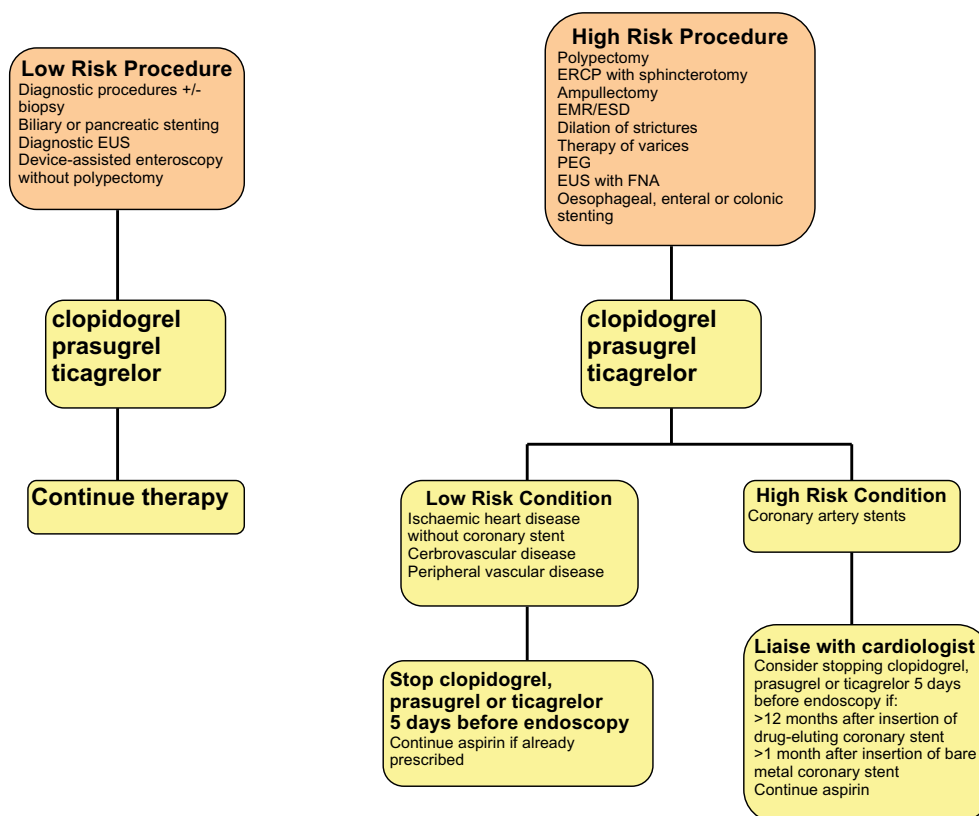 Low Risk Procedure
Diagnostic procedures +/-
biopsy
Biliary or pancreatic stenting
Diagnostic EUS
Device-assisted enteroscopy
without polypectomy
clopidogrel
prasugrel
ticagrelor
Continue therapy
High Risk Procedure
Polypectomy
ERCP with sphincterotomy
Ampullectomy
EMR/ESD
Dilation of strictures
Therapy of varices
PEG
EUS with FNA
Oesophageal, enteral or colonic
stenting
clopidogrel
prasugrel
ticagrelor
Low Risk Condition
Ischaemic heart disease
without coronary stent
Cerbrovascular disease
Peripheral vascular disease
Stop clopidogrel,
prasugrel or ticagrelor
5 days before endoscopy
Continue aspirin if already
prescribed
High Risk Condition
Coronary artery stents
Liaise with cardiologist
Consider stopping clopidogrel,
prasugrel or ticagrelor 5 days
before endoscopy if:
>12 months after insertion of
drug-eluting coronary stent
>1 month after insertion of bare
metal coronary stent
Continue aspirin